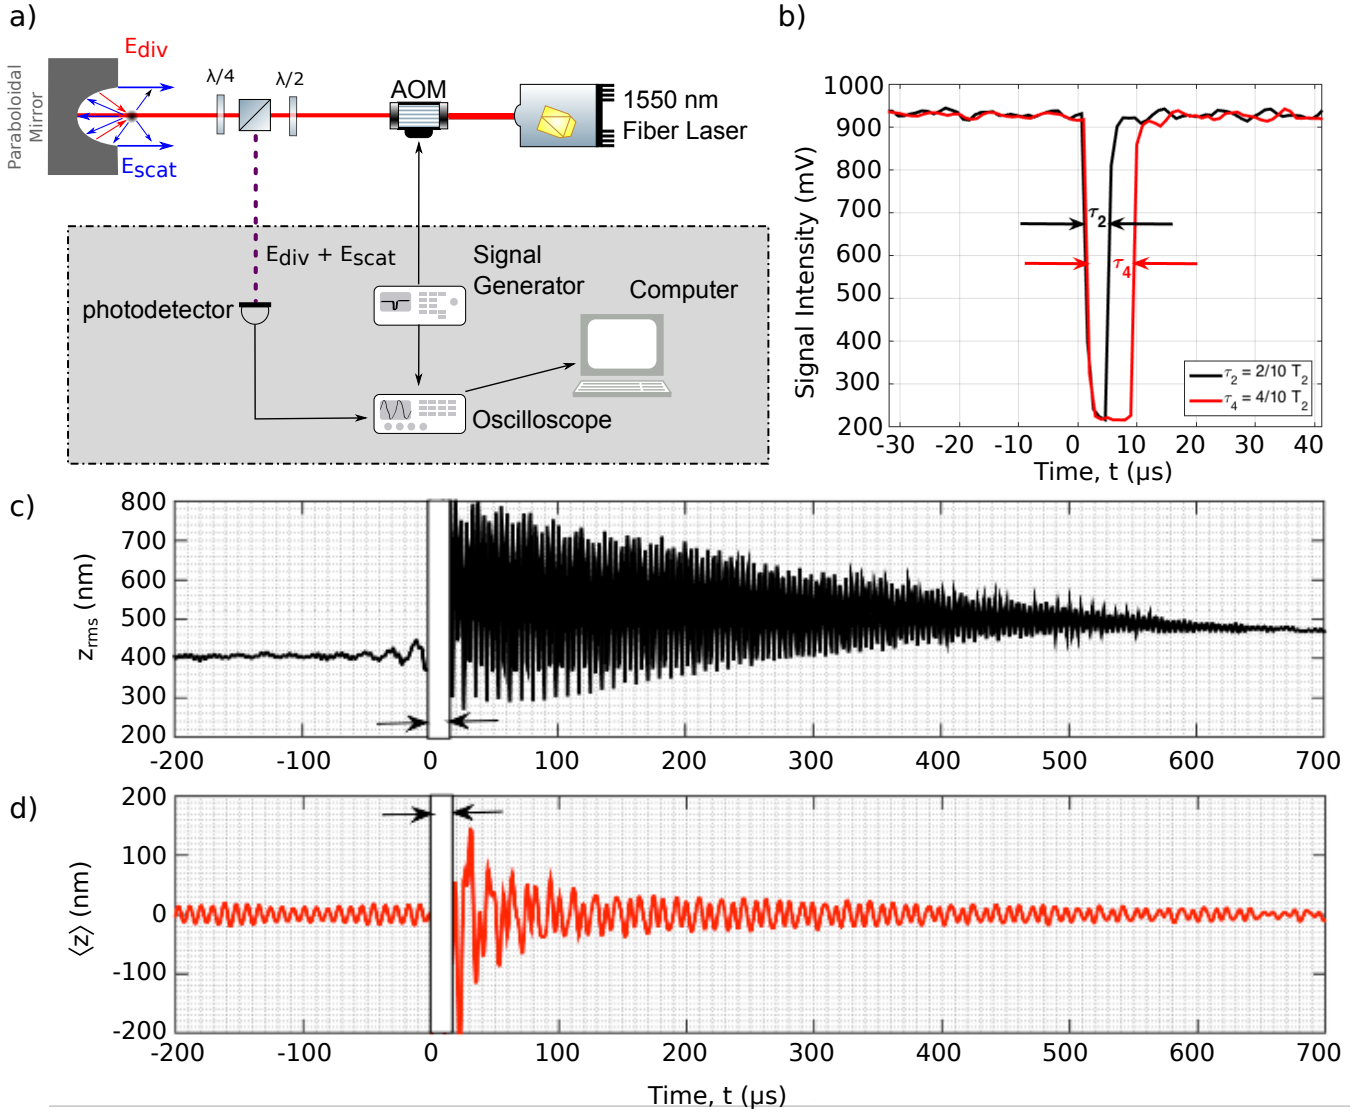 a)
E_div
λ/4
λ/2
AOM
1550 nm
Fiber Laser
Paraboloidal
Mirror
E_scat
E_div + E_scat
Signal
Generator
photodetector
Computer
Oscilloscope
b)
1000
900
800
700
600
500
400
300
200
Signal Intensity (mV)
τ_2
τ_4
τ_2 = 2/10 T_2
τ_4 = 4/10 T_2
-30 -20 -10 0 10 20 30 40
Time, t (μs)
c)
800
700
600
500
400
300
200
z_rms (nm)
-200 -100 0 100 200 300 400 500 600 700
d)
200
100
0
-100
-200
⟨z⟩ (nm)
-200 -100 0 100 200 300 400 500 600 700
Time, t (μs)